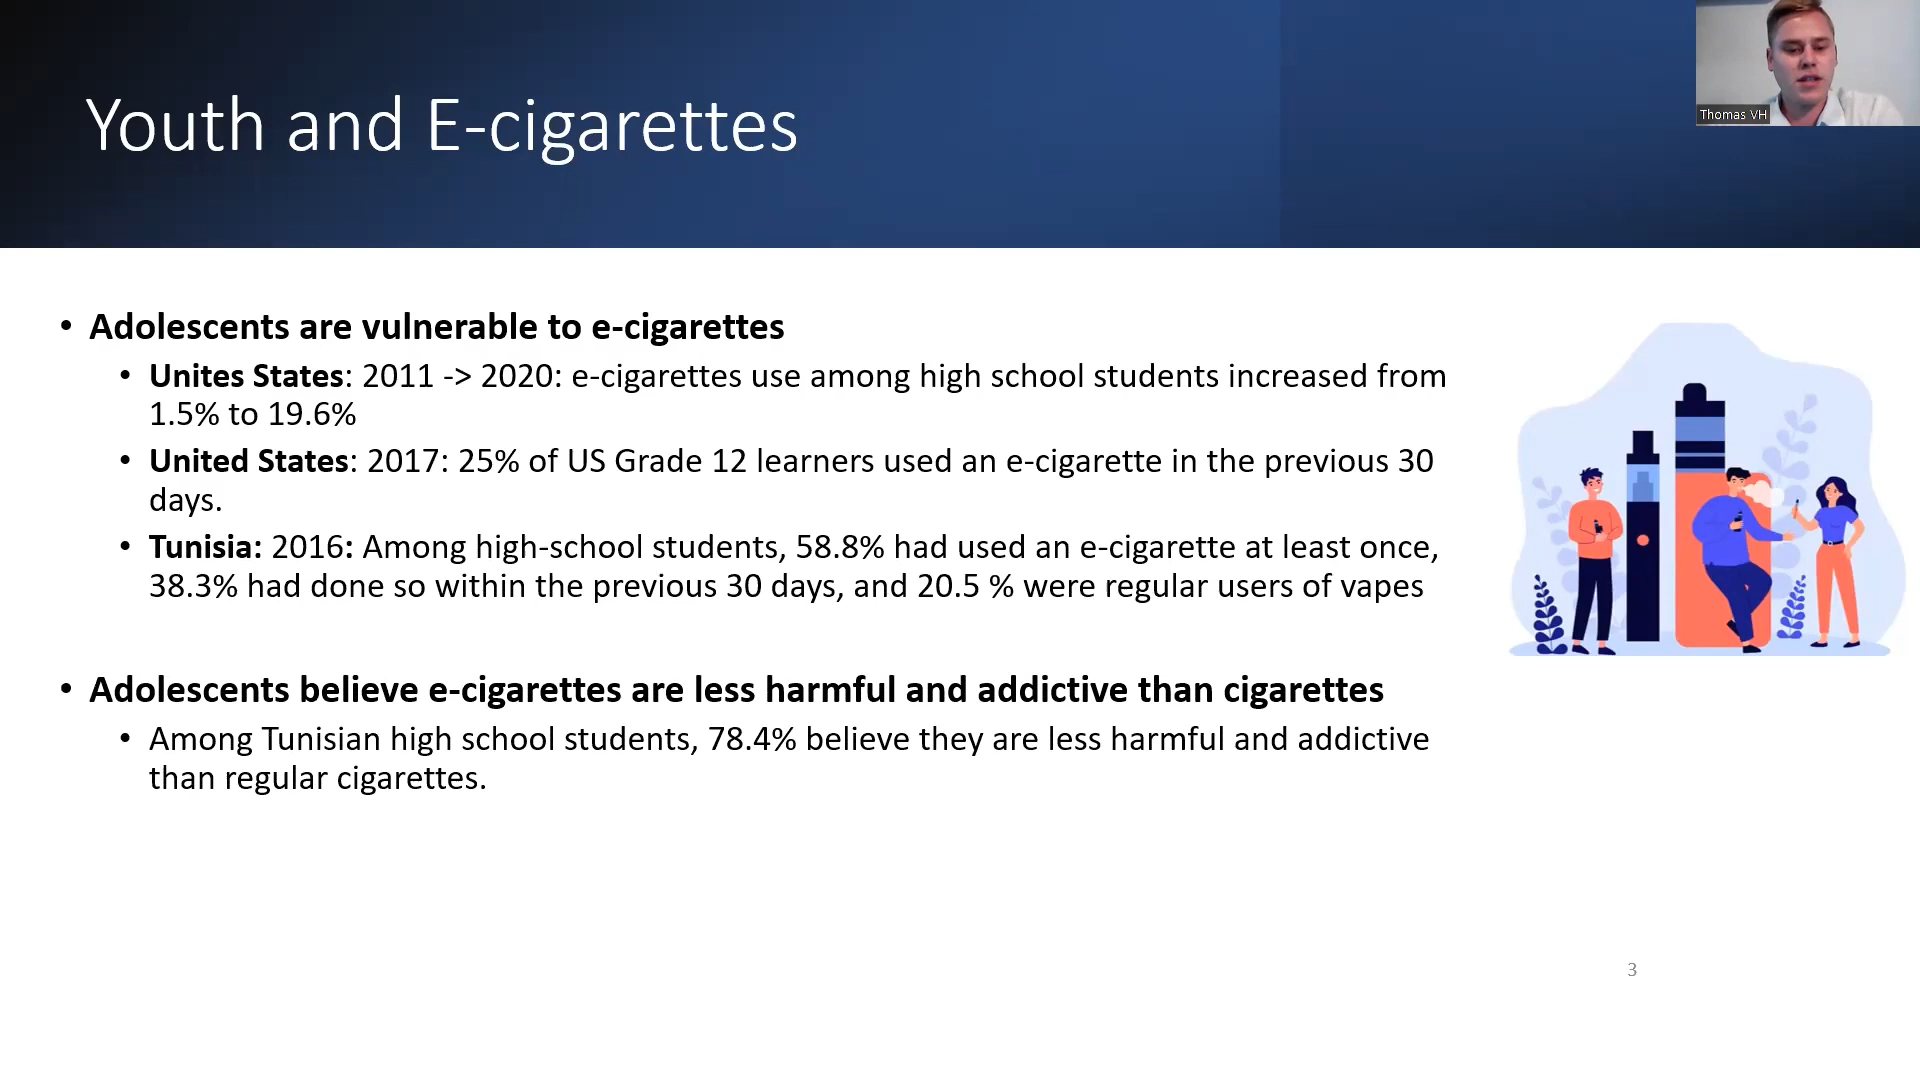 Youth and E-cigarettes
Thomas VH
• Adolescents are vulnerable to e-cigarettes
• Unites States: 2011 -> 2020: e-cigarettes use among high school students increased from
1.5% to 19.6%
• United States: 2017: 25% of US Grade 12 learners used an e-cigarette in the previous 30
days.
• Tunisia: 2016: Among high-school students, 58.8% had used an e-cigarette at least once,
38.3% had done so within the previous 30 days, and 20.5 % were regular users of vapes
• Adolescents believe e-cigarettes are less harmful and addictive than cigarettes
• Among Tunisian high school students, 78.4% believe they are less harmful and addictive
than regular cigarettes.
3